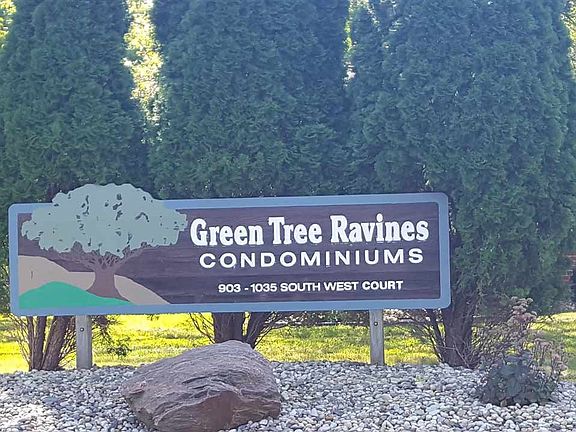 Green Tree Ravines
CONDOMINIUMS
903 - 1035 SOUTH WEST COURT